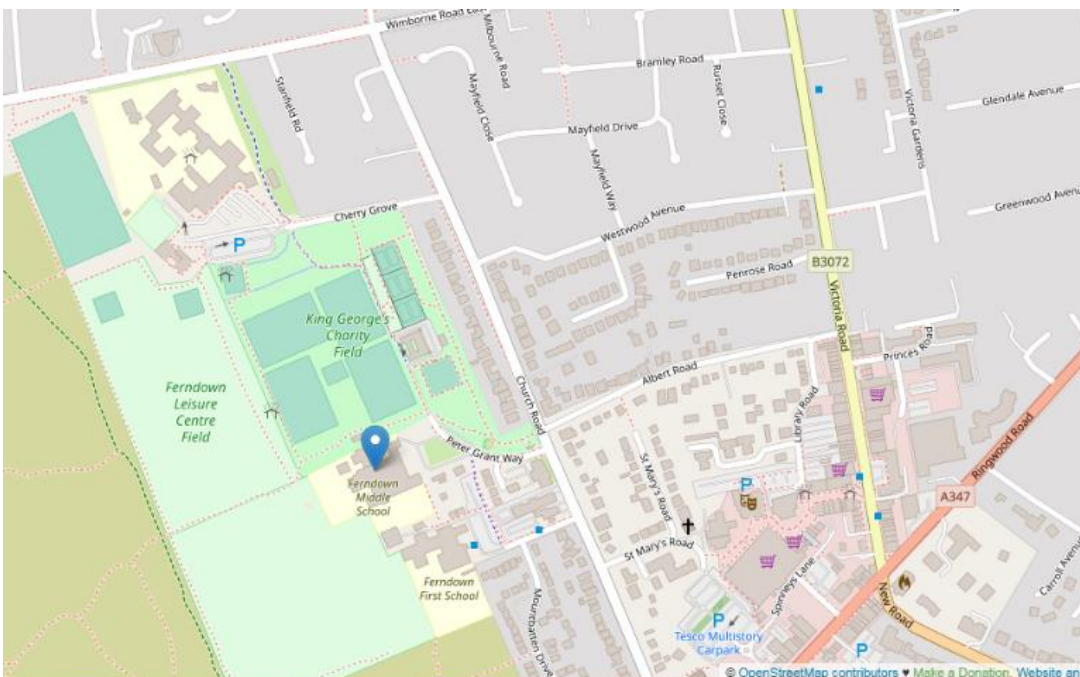 Wimborne Road East
Milbourne Road
Stanfield Rd
Mayfield Close
Bramley Road
Russet Close
Glendale Avenue
Victoria Gardens
Mayfield Drive
Mayfield Way
Cherry Grove
Westwood Avenue
Greenwood Avenu
P
Penrose Road
B3072
Victoria Road
King George's
Charity
Field
Princes Road
Albert Road
Church Road
Library Road
Ferndown
Leisure
Centre
Field
Ringwood Road
Peter Grant Way
St Mary's Road
P
Ferndown
Middle
School
A347
St Mary's Road
Spinneys Lane
Carroll Avenu
Ferndown
First School
Mountbatten Drive
New Road
P
Tesco Multistory
Carpark
P
© OpenStreetMap contributors ♥ Make a Donation. Website an